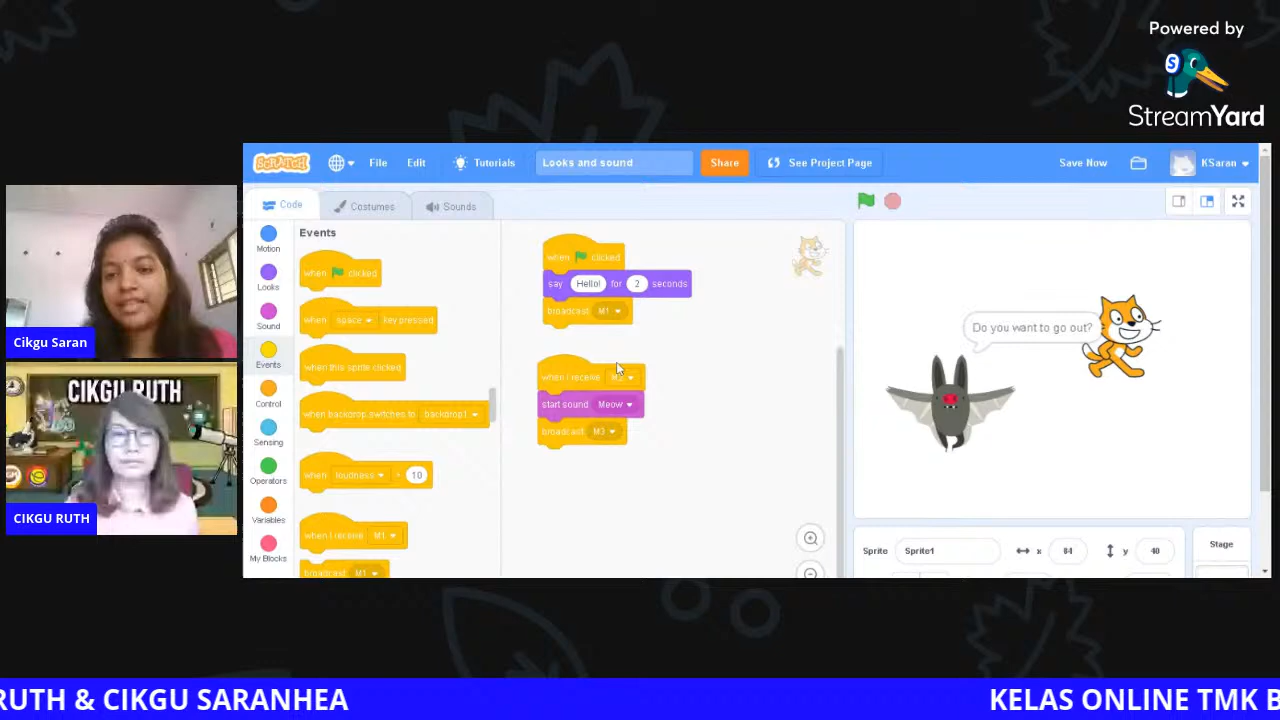 Powered by
StreamYard
SCRATCH
File
Edit
Tutorials
Looks and sound
Share
See Project Page
Save Now
KSaran
Code
Costumes
Sounds
Motion
Looks
Sound
Events
Control
Sensing
Operators
Variables
My Blocks
Events
when clicked
when space key pressed
when this sprite clicked
when backdrop switches to backdrop1
when loudness > 10
when I receive M1
broadcast M1
when clicked
say Hello! for 2 seconds
broadcast M1
when I receive
start sound Meow
broadcast M3
Do you want to go out?
Sprite Sprite1 x 84 y 40
Stage
Cikgu Saran
CIKGU RUTH
CIKGU RUTH
RUTH & CIKGU SARANHEA
KELAS ONLINE TMK B